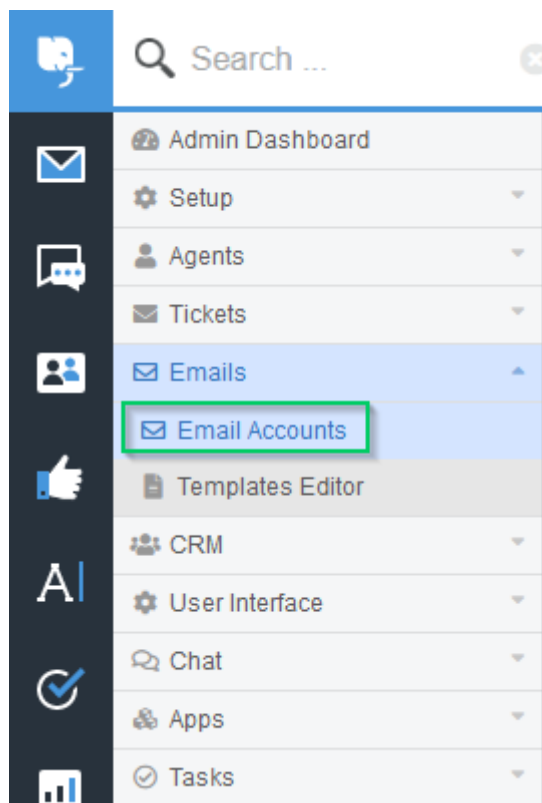 Search ...
Admin Dashboard
Setup
Agents
Tickets
Emails
Email Accounts
Templates Editor
CRM
User Interface
Chat
Apps
Tasks
A